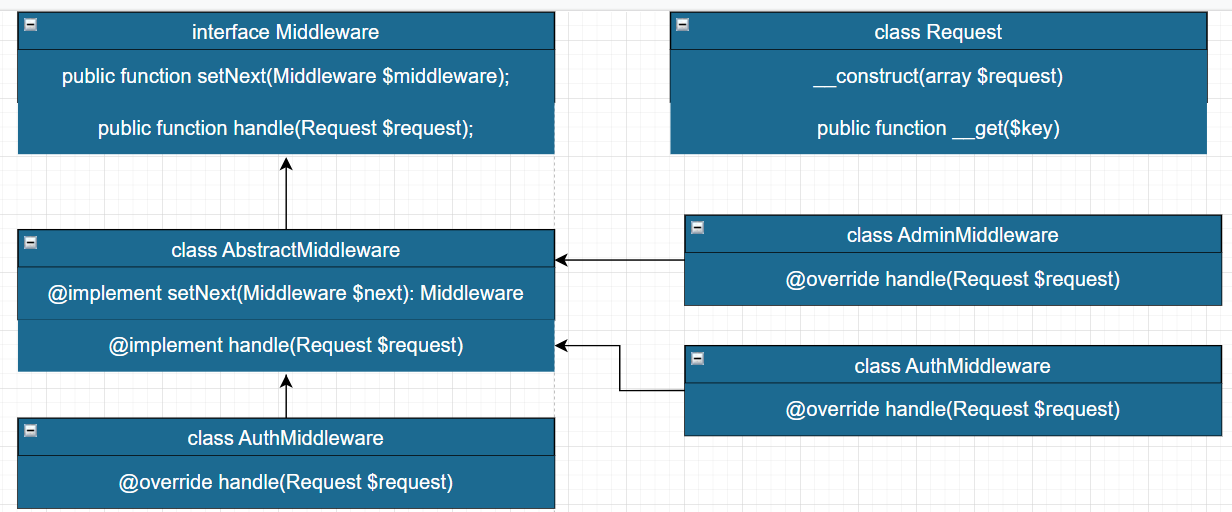 interface Middleware
public function setNext(Middleware $middleware);
public function handle(Request $request);
class Request
__construct(array $request)
public function __get($key)
class AbstractMiddleware
@implement setNext(Middleware $next): Middleware
@implement handle(Request $request)
class AdminMiddleware
@override handle(Request $request)
class AuthMiddleware
@override handle(Request $request)
class AuthMiddleware
@override handle(Request $request)